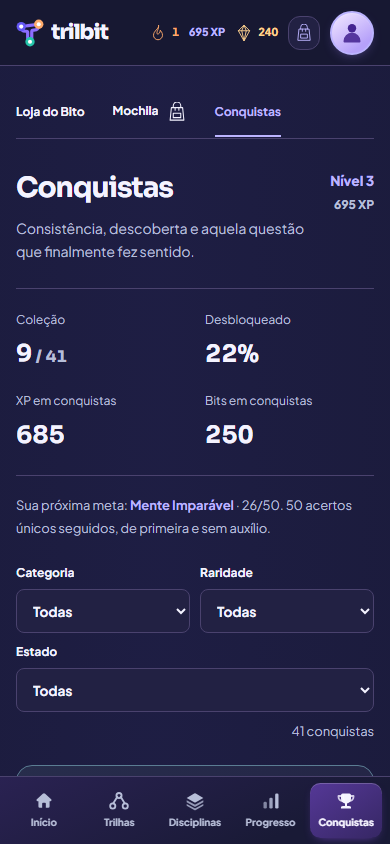 trilbit 1 695 XP 240
Loja do Bito Mochila Conquistas
Conquistas
Nível 3
695 XP
Consistência, descoberta e aquela questão
que finalmente fez sentido.
Coleção Desbloqueado
9 / 41 22%
XP em conquistas Bits em conquistas
685 250
Sua próxima meta: Mente Imparável · 26/50. 50 acertos
únicos seguidos, de primeira e sem auxílio.
Categoria Raridade
Todas Todas
Estado
Todas
41 conquistas
Início Trilhas Disciplinas Progresso Conquistas